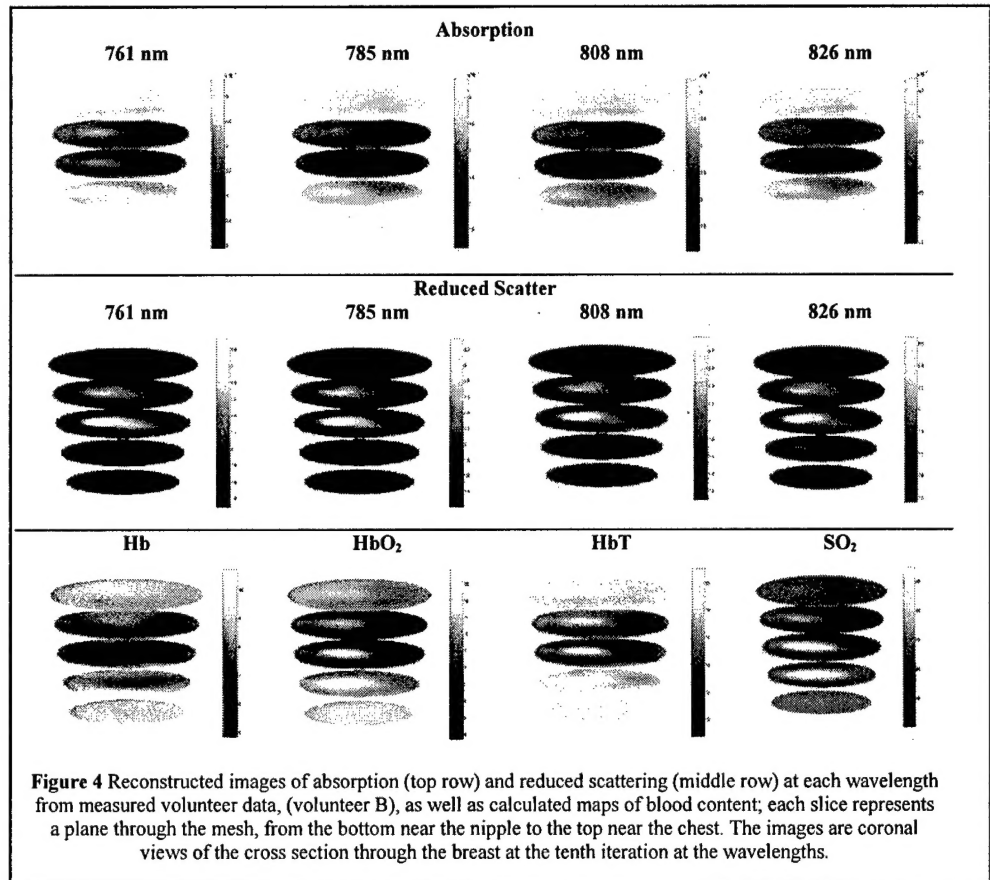 Absorption
761 nm 785 nm 808 nm 826 nm
Reduced Scatter
761 nm 785 nm 808 nm 826 nm
Hb HbO₂ HbT SO₂
Figure 4 Reconstructed images of absorption (top row) and reduced scattering (middle row) at each wavelength
from measured volunteer data, (volunteer B), as well as calculated maps of blood content; each slice represents
a plane through the mesh, from the bottom near the nipple to the top near the chest. The images are coronal
views of the cross section through the breast at the tenth iteration at the wavelengths.